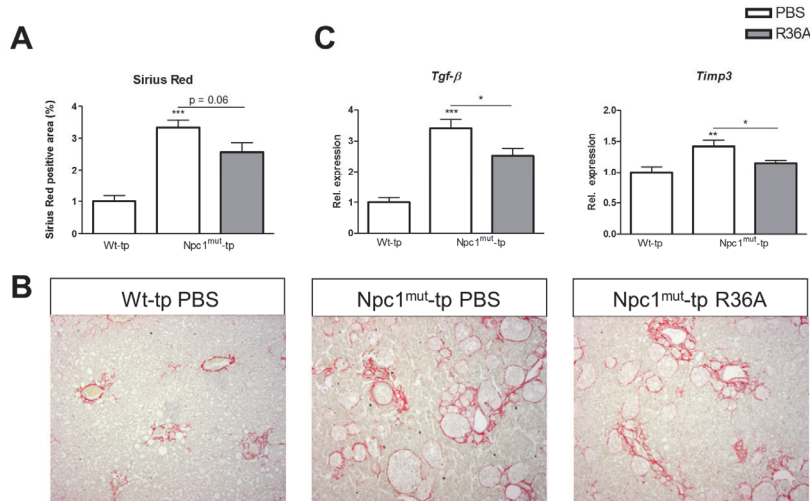 PBS
R36A
A
Sirius Red
Sirius Red positive area (%)
5
4
3
2
1
0
***
p = 0.06
Wt-tp
Npc1mut-tp
C
Tgf-β
Rel. expression
4
3
2
1
0
***
*
Wt-tp
Npc1mut-tp
Timp3
Rel. expression
2.0
1.5
1.0
0.5
0.0
**
*
Wt-tp
Npc1mut-tp
B
Wt-tp PBS
Npc1mut-tp PBS
Npc1mut-tp R36A